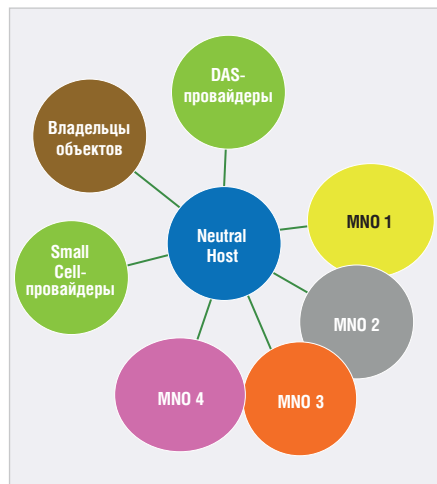 DAS-
провайдеры
Владельцы
объектов
MNO 1
Neutral
Host
Small
Cell-
провайдеры
MNO 2
MNO 4
MNO 3